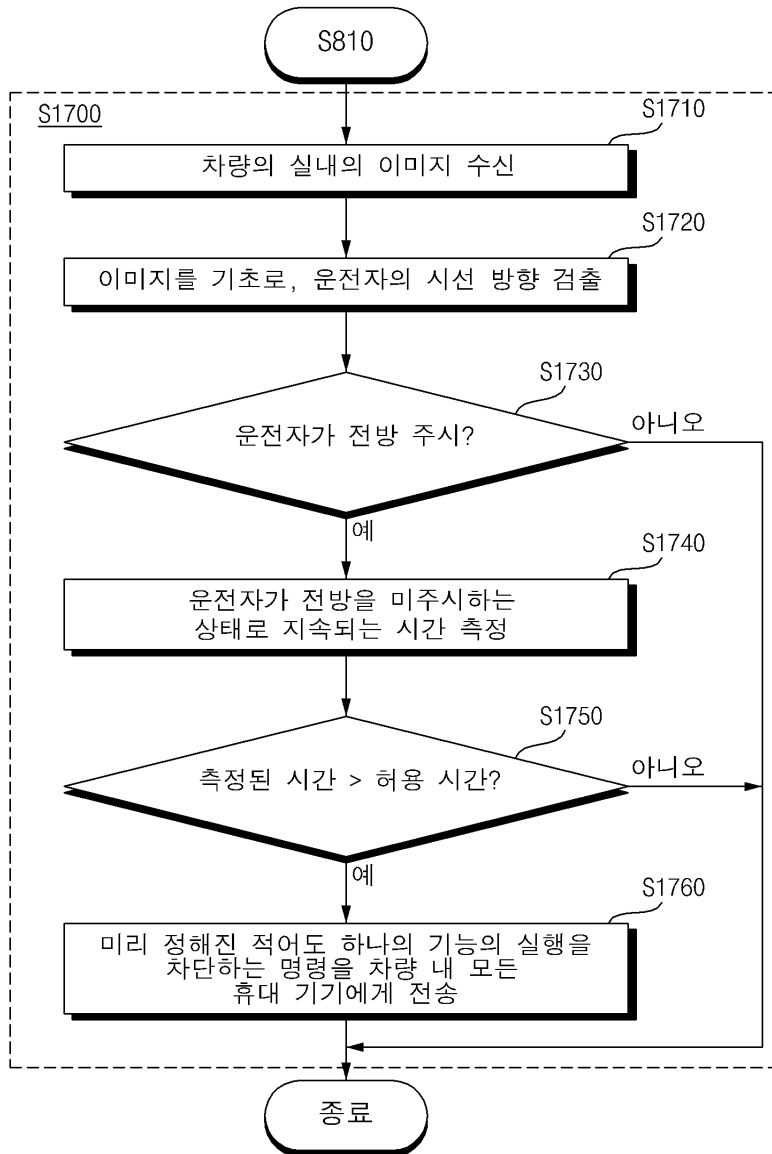 S810
S1700
S1710
차량의 실내의 이미지 수신
S1720
이미지를 기초로, 운전자의 시선 방향 검출
S1730
운전자가 전방 주시?
아니오
예
S1740
운전자가 전방을 미주시하는
상태로 지속되는 시간 측정
S1750
측정된 시간 > 허용 시간?
아니오
예
S1760
미리 정해진 적어도 하나의 기능의 실행을
차단하는 명령을 차량 내 모든
휴대 기기에게 전송
종료